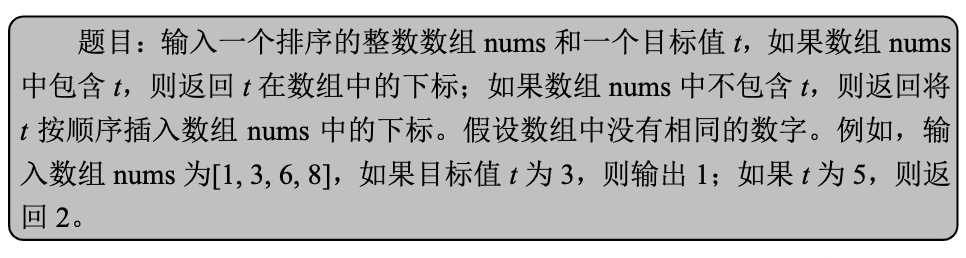 题目：输入一个排序的整数数组 nums 和一个目标值 t，如果数组 nums
中包含 t，则返回 t 在数组中的下标；如果数组 nums 中不包含 t，则返回将
t 按顺序插入数组 nums 中的下标。假设数组中没有相同的数字。例如，输
入数组 nums 为[1, 3, 6, 8]，如果目标值 t 为 3，则输出 1；如果 t 为 5，则返
回 2。